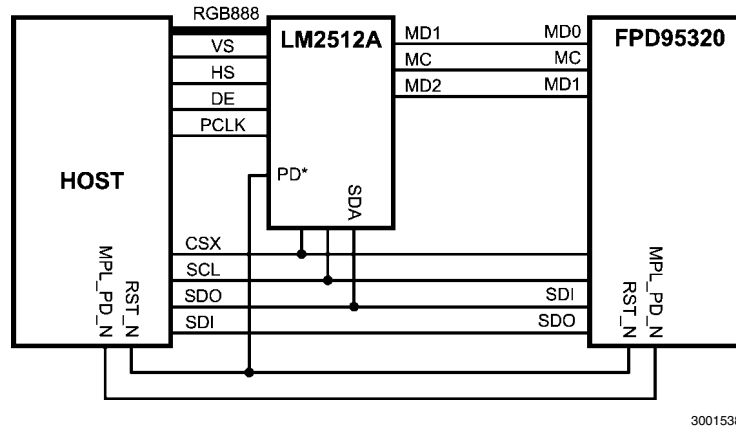 RGB888
VS
HS
DE
PCLK
HOST
LM2512A
MD1
MC
MD2
MD0
MC
MD1
FPD95320
PD*
SDA
CSX
SCL
SDO
SDI
SDI
SDO
MPL_PD_N
RST_N
RST_N
MPL_PD_N
3001538